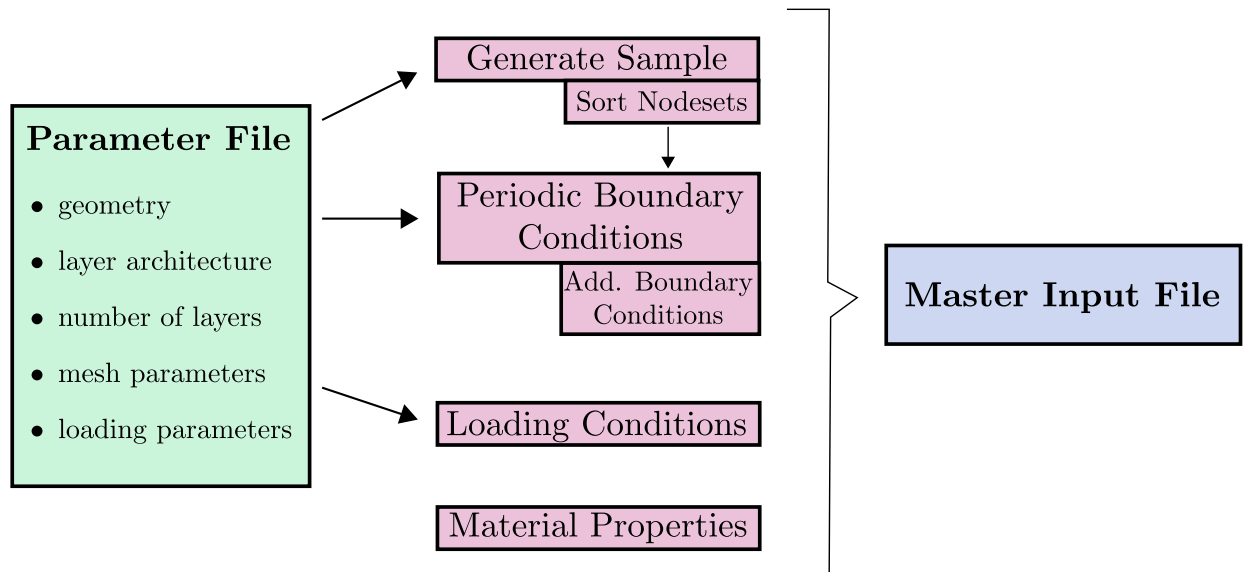 Parameter File
• geometry
• layer architecture
• number of layers
• mesh parameters
• loading parameters
Generate Sample
Sort Nodesets
Periodic Boundary
Conditions
Add. Boundary
Conditions
Loading Conditions
Material Properties
Master Input File